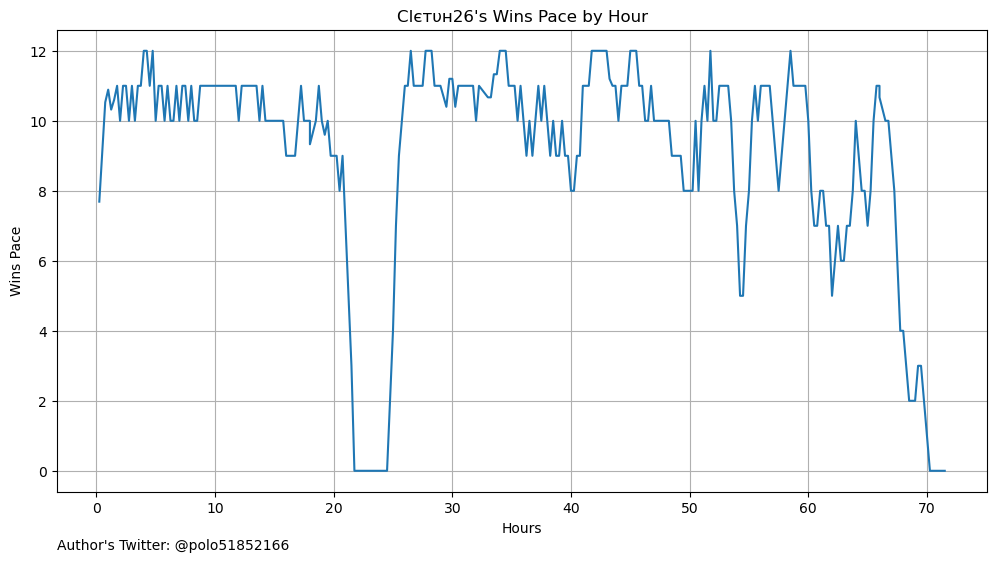 Clєтυн26's Wins Pace by Hour
12
10
8
6
4
2
0
Wins Pace
0 10 20 30 40 50 60 70
Hours
Author's Twitter: @polo51852166